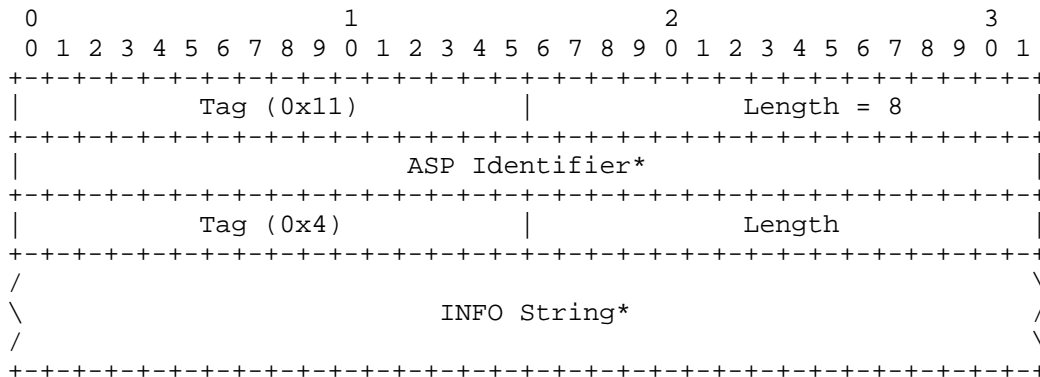 0                   1                   2                   3
 0 1 2 3 4 5 6 7 8 9 0 1 2 3 4 5 6 7 8 9 0 1 2 3 4 5 6 7 8 9 0 1
+-+-+-+-+-+-+-+-+-+-+-+-+-+-+-+-+-+-+-+-+-+-+-+-+-+-+-+-+-+-+-+-+
|           Tag (0x11)          |            Length = 8         |
+-+-+-+-+-+-+-+-+-+-+-+-+-+-+-+-+-+-+-+-+-+-+-+-+-+-+-+-+-+-+-+-+
|                        ASP Identifier*                        |
+-+-+-+-+-+-+-+-+-+-+-+-+-+-+-+-+-+-+-+-+-+-+-+-+-+-+-+-+-+-+-+-+
|           Tag (0x4)           |            Length             |
+-+-+-+-+-+-+-+-+-+-+-+-+-+-+-+-+-+-+-+-+-+-+-+-+-+-+-+-+-+-+-+-+
/                                                               \
\                          INFO String*                         /
/                                                               \
+-+-+-+-+-+-+-+-+-+-+-+-+-+-+-+-+-+-+-+-+-+-+-+-+-+-+-+-+-+-+-+-+